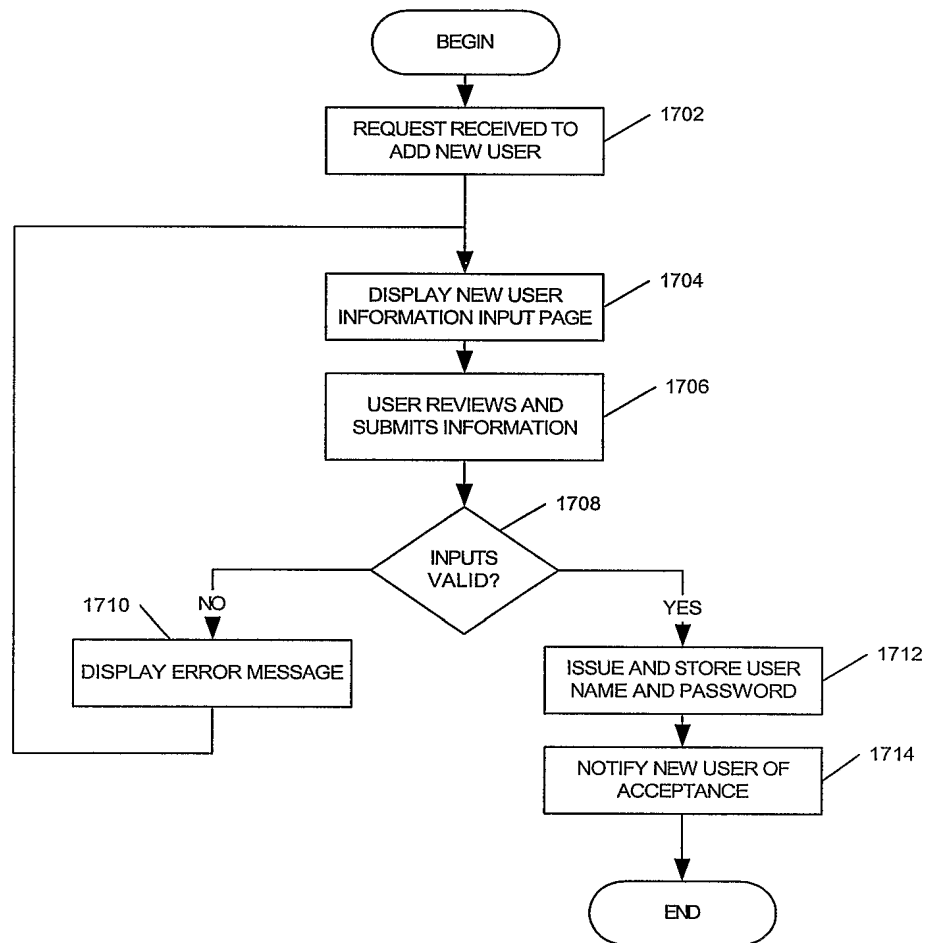 BEGIN
REQUEST RECEIVED TO
ADD NEW USER
1702
DISPLAY NEW USER
INFORMATION INPUT PAGE
1704
USER REVIEWS AND
SUBMITS INFORMATION
1706
INPUTS
VALID?
1708
NO
YES
1710
DISPLAY ERROR MESSAGE
ISSUE AND STORE USER
NAME AND PASSWORD
1712
NOTIFY NEW USER OF
ACCEPTANCE
1714
END